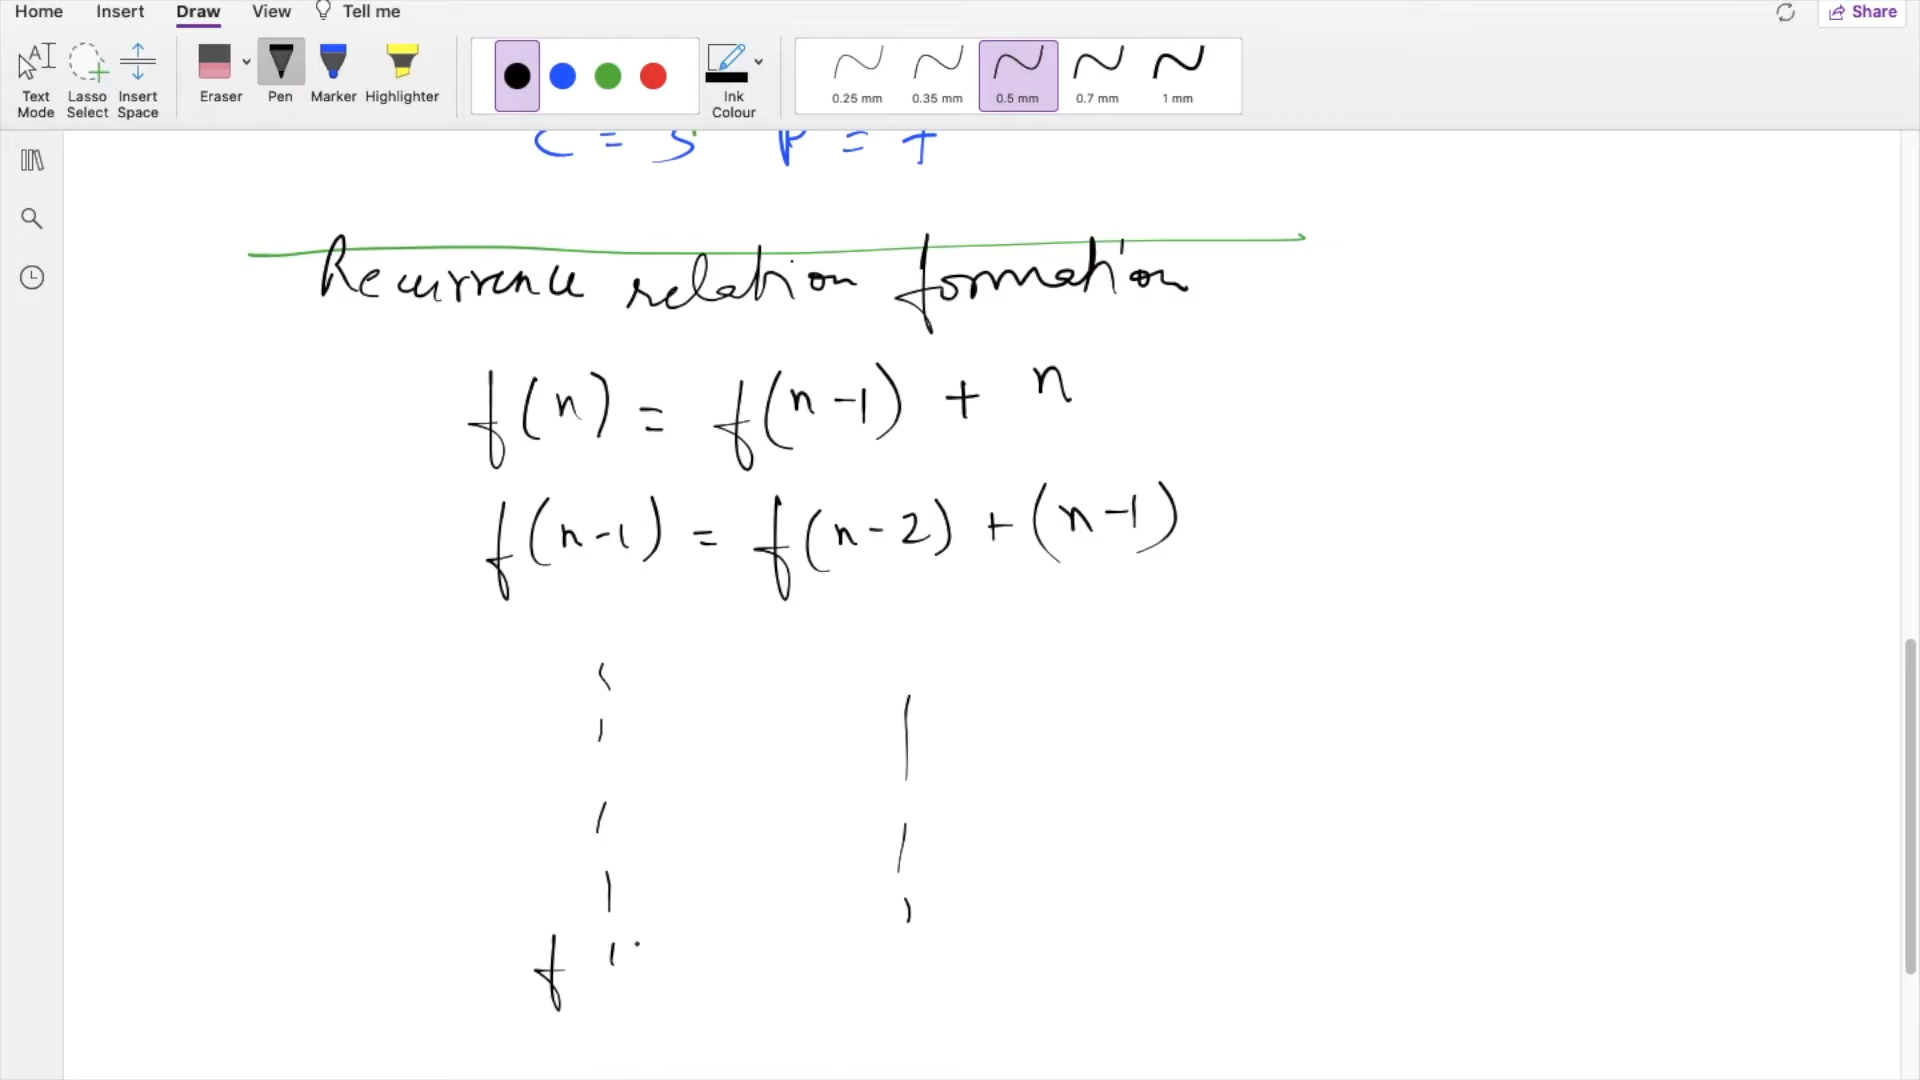 Home Insert Draw View Tell me Share
Text Mode Lasso Select Insert Space Eraser Pen Marker Highlighter Ink Colour 0.25 mm 0.35 mm 0.5 mm 0.7 mm 1 mm
Recurrence relation formation
f(n) = f(n-1) + n
f(n-1) = f(n-2) + (n-1)
f